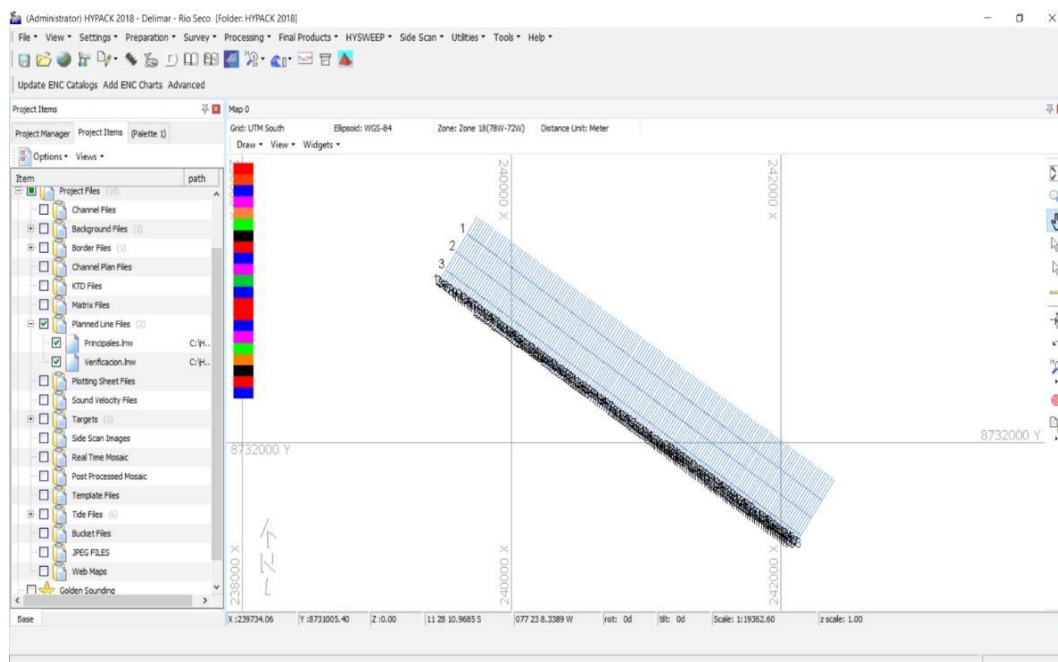 (Administrator) HYPACK 2018 - Delimar - Rio Seco [Folder: HYPACK 2018]
File View Settings Preparation Survey Processing Final Products HYSWEEP Side Scan Utilities Tools Help
Update ENC Catalogs Add ENC Charts Advanced
Project Items
Map 0
Project Manager Project Items (Palette 1)
Grid: UTM South Ellipsoid: WGS-84 Zone: Zone 18(78W-72W) Distance Unit: Meter
Draw View Widgets
Options Views
Item path
Project Files
Channel Files
Background Files (1)
Border Files (1)
Channel Plan Files
KTD Files
Matrix Files
Planned Line Files (2)
Principales.lnw C:\H..
Verificacion.lnw C:\H..
Plotting Sheet Files
Sound Velocity Files
Targets (1)
Side Scan Images
Real Time Mosaic
Post Processed Mosaic
Template Files
Tide Files (6)
Bucket Files
JPEG FILES
Web Maps
Golden Sounding
240000 X
242000 X
1
2
3
8732000 Y
8732000 Y
238000 X
240000 X
242000 X
Base
X:239734.06 Y:8731005.40 Z:0.00 11 28 10.9685 S 077 23 8.3389 W rot: 0d tilt: 0d Scale: 1:19362.60 z scale: 1.00